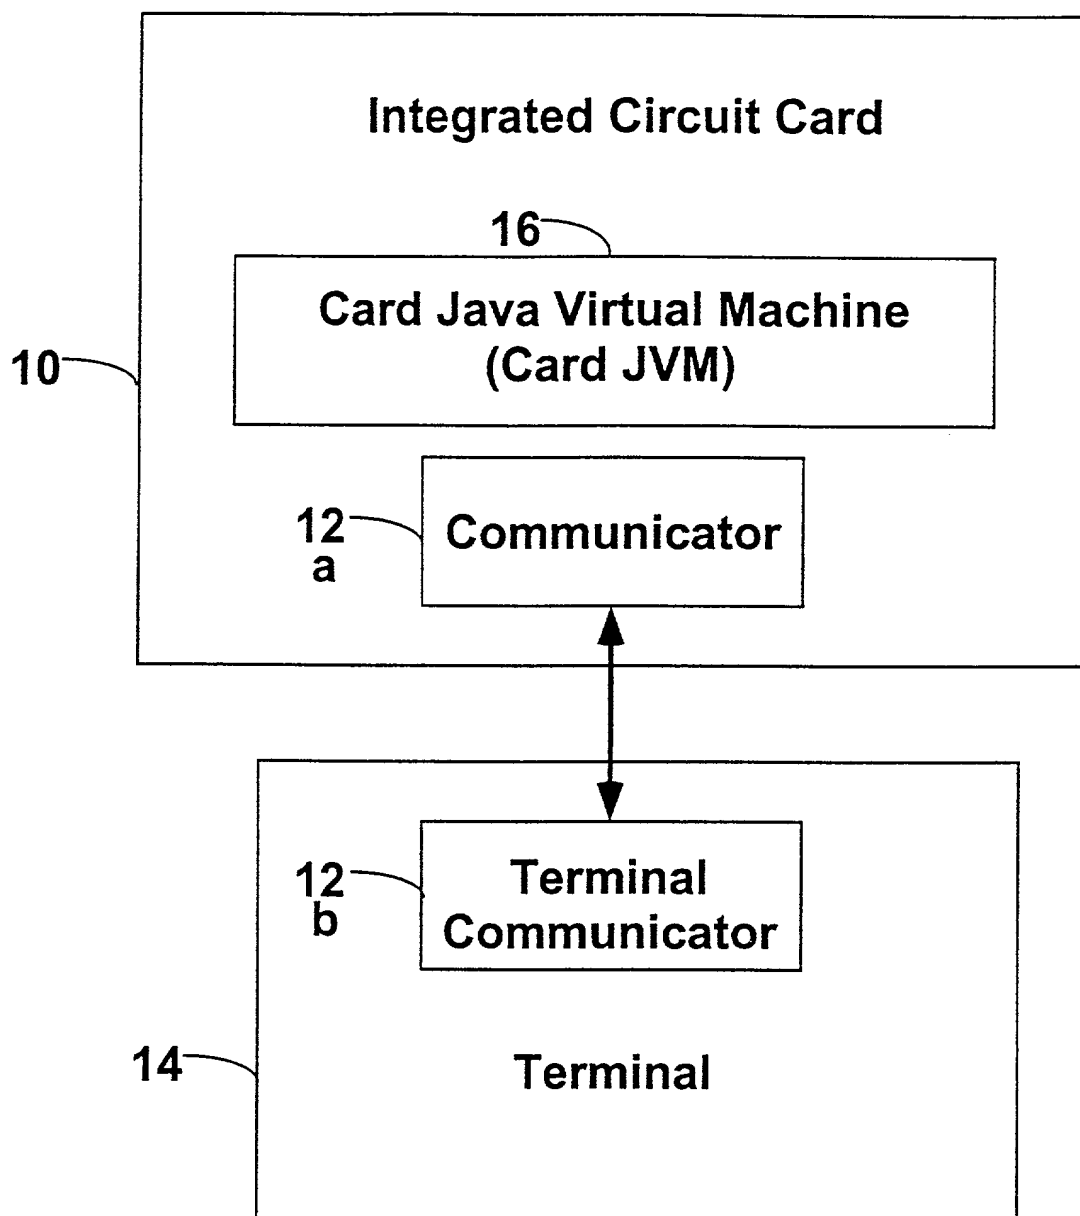 Integrated Circuit Card
16
Card Java Virtual Machine
(Card JVM)
10
12
a
Communicator
12
b
Terminal
Communicator
14
Terminal